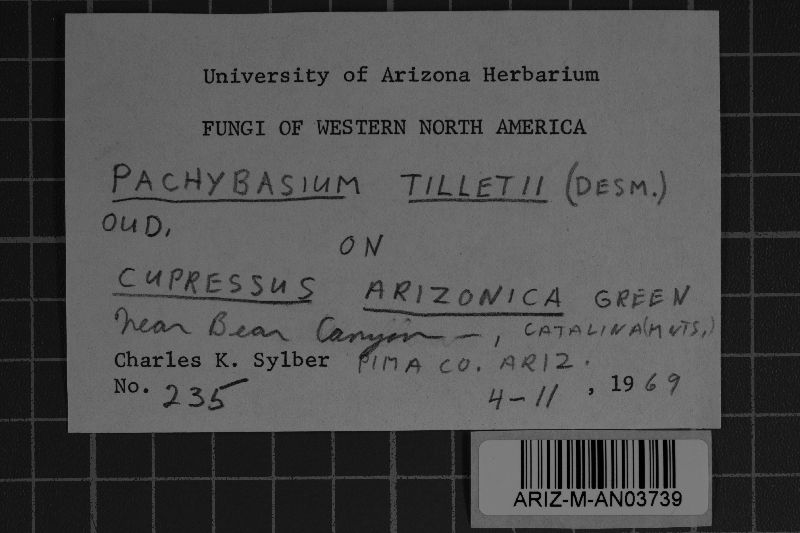 University of Arizona Herbarium
FUNGI OF WESTERN NORTH AMERICA
PACHYBASIUM TILLETII (DESM.)
OUD.
ON
CUPRESSUS ARIZONICA GREEN
Near Bear Canyon, CATALINA (MNTS.)
Charles K. Sylber PIMA CO. ARIZ.
No. 235 4-11, 1969
ARIZ-M-AN03739